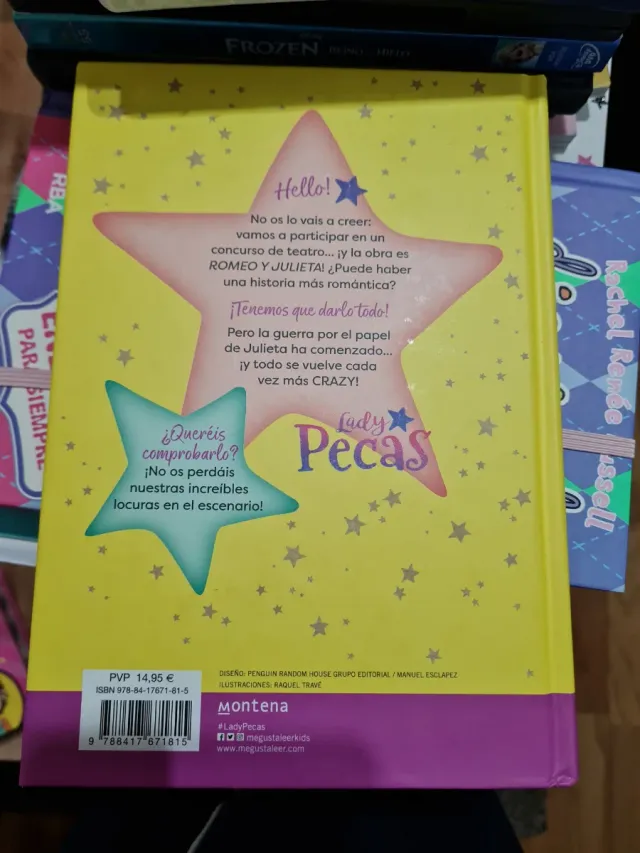 FROZEN
Hello!
No os lo vais a creer:
vamos a participar en un
concurso de teatro... ¡y la obra es
ROMEO Y JULIETA! ¿Puede haber
una historia más romántica?
¡Tenemos que darlo todo!
Pero la guerra por el papel
de Julieta ha comenzado...
¡y todo se vuelve cada
vez más CRAZY!
Lady
Pecas
¿Queréis
comprobarlo?
¡No os perdáis
nuestras increíbles
locuras en el escenario!
PVP 14,95 €
ISBN 978-84-17671-81-5
9 788417 671815
DISEÑO: PENGUIN RANDOM HOUSE GRUPO EDITORIAL / MANUEL ESCLAPEZ
ILUSTRACIONES: RAQUEL TRAVÉ
Montena
#LadyPecas
megustaleerkids
www.megustaleer.com
RBA
PARA SIEMPRE
Rachel Renée
Russell